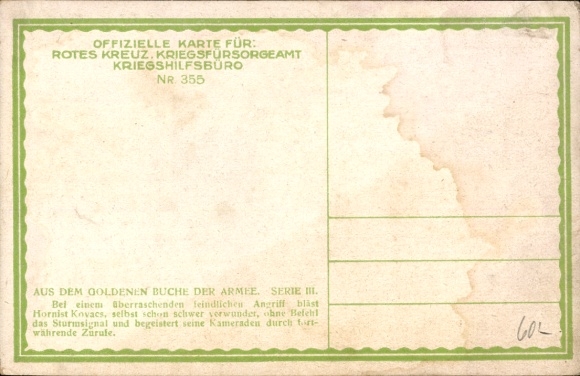 OFFIZIELLE KARTE FÜR:
ROTES KREUZ, KRIEGSFÜRSORGEAMT
KRIEGSHILFSBÜRO
Nr. 355
AUS DEM GOLDENEN BUCHE DER ARMEE. SERIE III.
Bei einem überraschenden feindlichen Angriff bläst
Hornist Kovacs, selbst schon schwer verwundet, ohne Befehl
das Sturmsignal und begeistert seine Kameraden durch fort-
währende Zurufe.